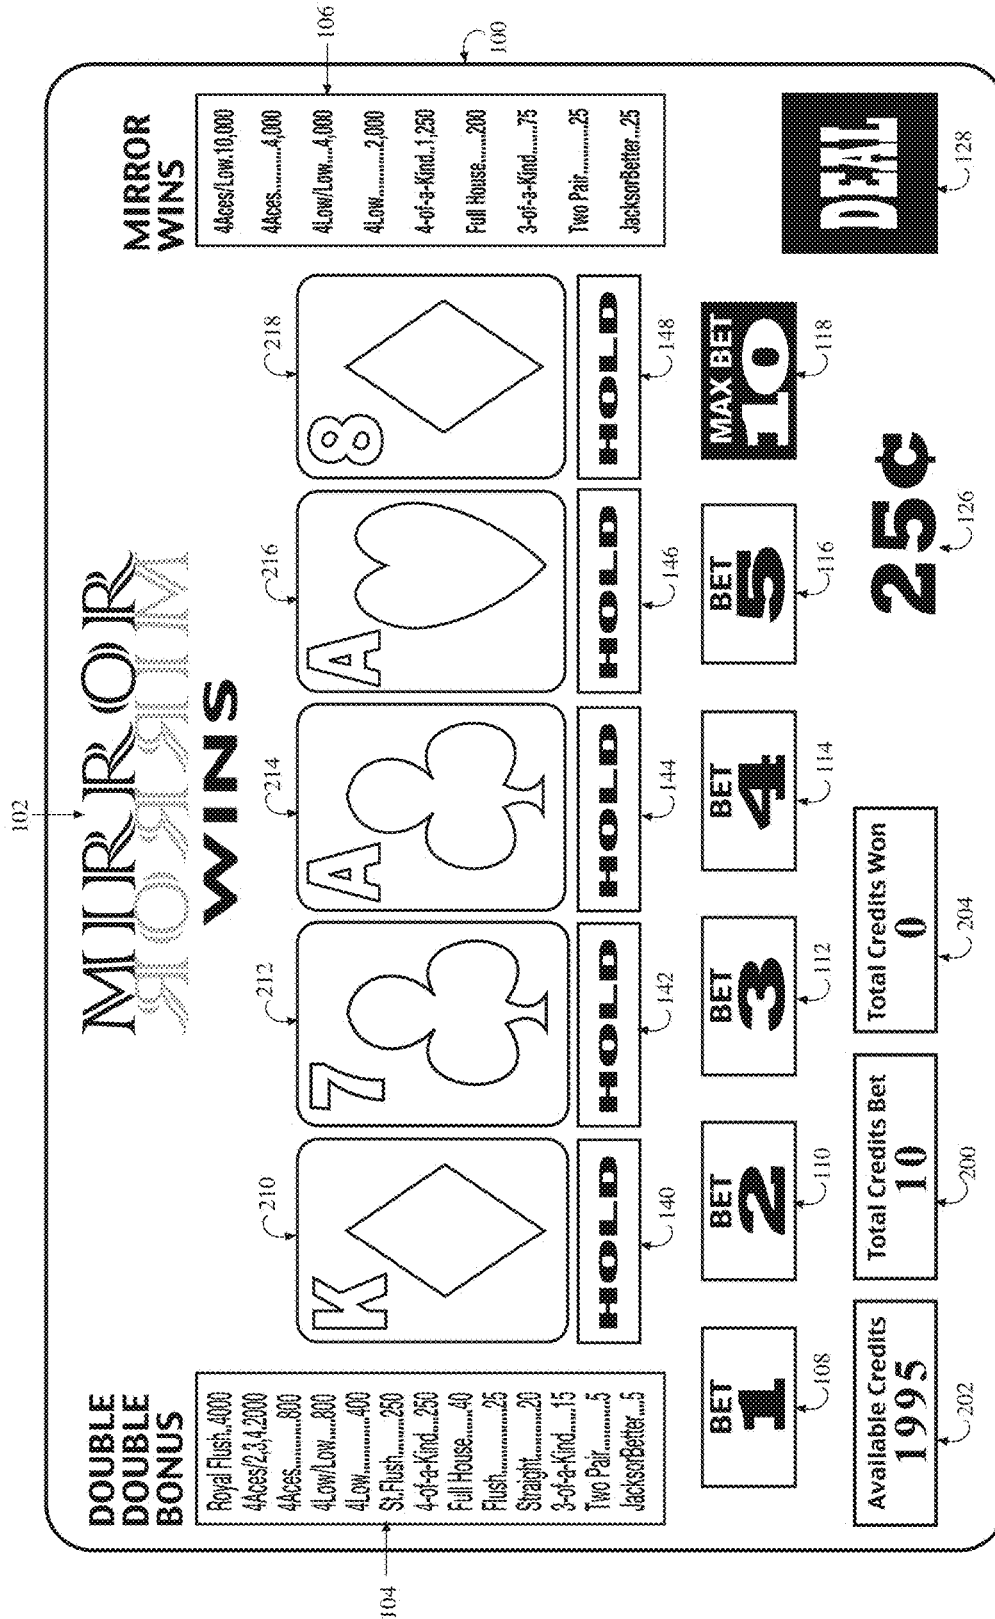 102
MIRROR
MIRROR
WINS
DOUBLE
DOUBLE
BONUS
Royal Flush..4000
4Aces/2,3,4.2000
4Aces............800
4Low/Low....800
4Low............400
St.Flush.....250
4-of-a-Kind..250
Full House.....40
Flush...........25
Straight........20
3-of-a-Kind....15
Two Pair.........5
JacksorBetter...5
104
MIRROR
WINS
4Aces/Low.10,000
4Aces............4,000
4Low/Low....4,000
4Low............2,000
4-of-a-Kind..1,250
Full House.....200
3-of-a-Kind.....75
Two Pair..........25
JacksorBetter..25
106
100
210
212
214
216
218
K
7
A
A
8
HOLD
HOLD
HOLD
HOLD
HOLD
140
142
144
146
148
BET
1
BET
2
BET
3
BET
4
BET
5
MAX BET
10
DEAL
108
110
112
114
116
118
128
Available Credits
1995
Total Credits Bet
10
Total Credits Won
0
25¢
202
200
204
126